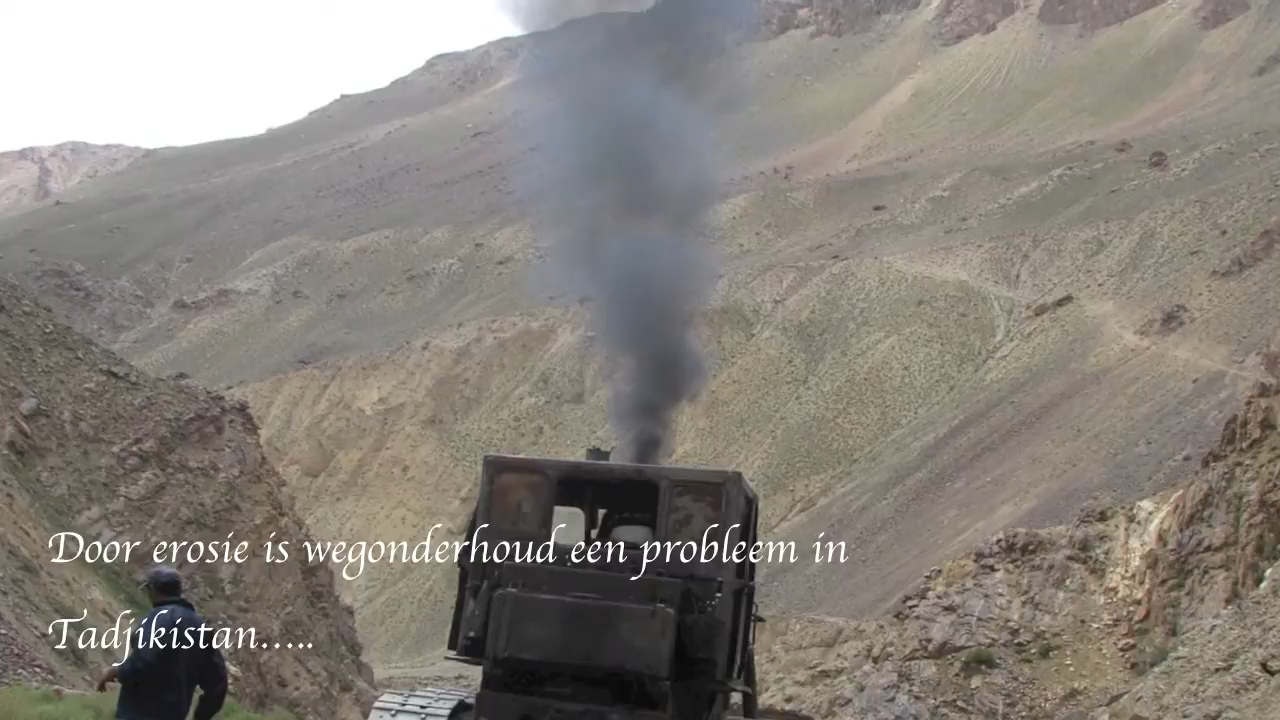 Door erosie is wegonderhoud een probleem in
Tadjikistan.....